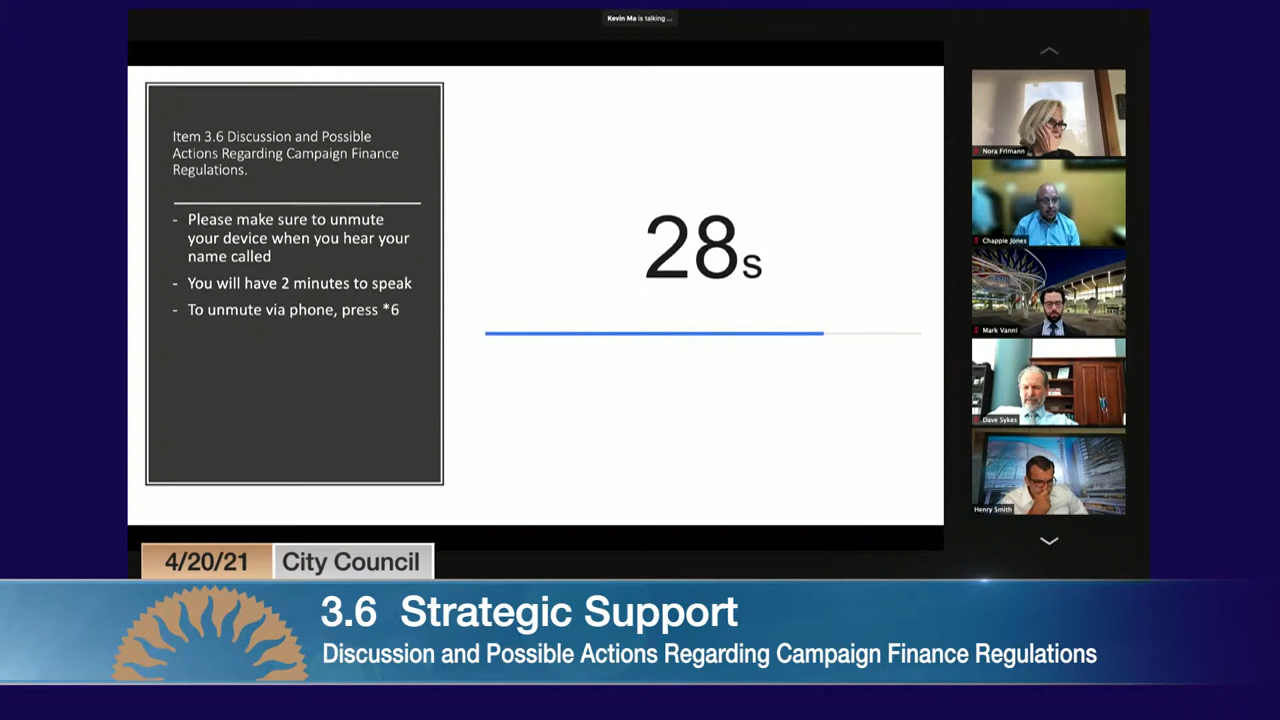 Kevin Ma is talking ...
Item 3.6 Discussion and Possible
Actions Regarding Campaign Finance
Regulations.
- Please make sure to unmute
your device when you hear your
name called
- You will have 2 minutes to speak
- To unmute via phone, press *6
28s
Nora Frimann
Chappie Jones
Mark Vanni
Dave Sykes
Henry Smith
4/20/21
City Council
3.6 Strategic Support
Discussion and Possible Actions Regarding Campaign Finance Regulations